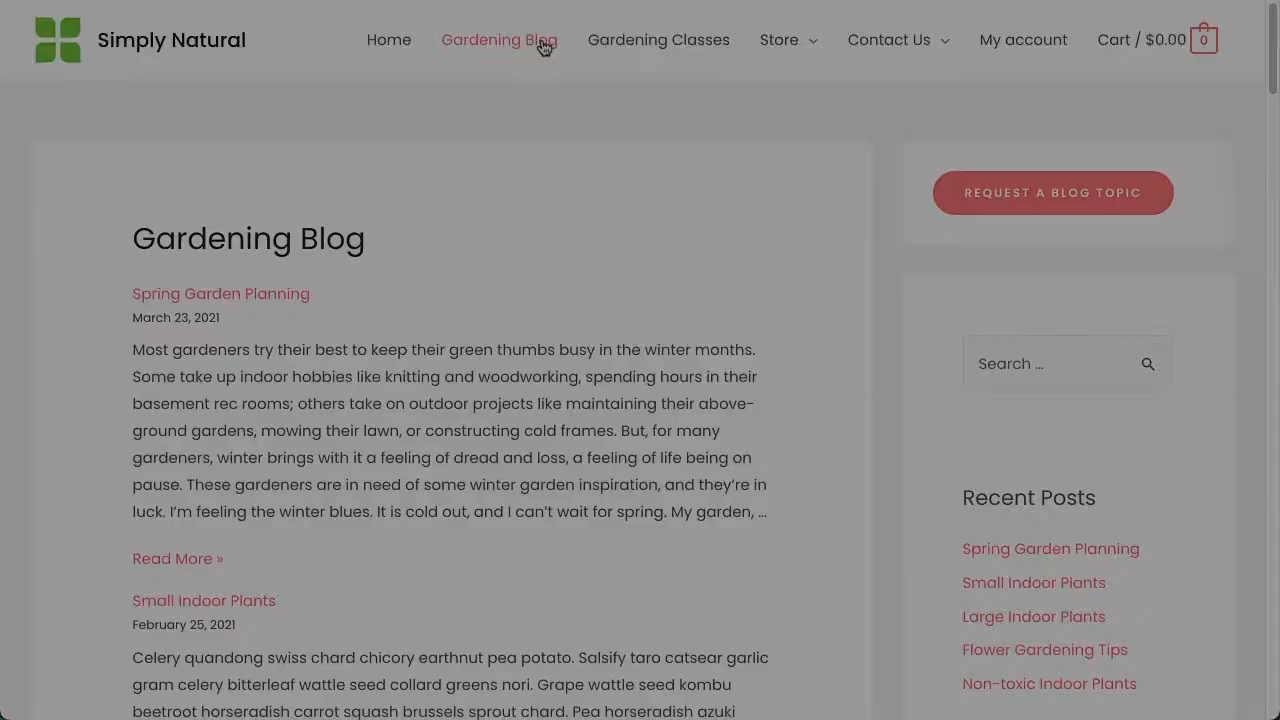 Simply Natural
Home
Gardening Blog
Gardening Classes
Store
Contact Us
My account
Cart / $0.00
0
Gardening Blog
Spring Garden Planning
March 23, 2021
Most gardeners try their best to keep their green thumbs busy in the winter months.
Some take up indoor hobbies like knitting and woodworking, spending hours in their
basement rec rooms; others take on outdoor projects like maintaining their above-
ground gardens, mowing their lawn, or constructing cold frames. But, for many
gardeners, winter brings with it a feeling of dread and loss, a feeling of life being on
pause. These gardeners are in need of some winter garden inspiration, and they’re in
luck. I’m feeling the winter blues. It is cold out, and I can’t wait for spring. My garden, …
Read More »
Small Indoor Plants
February 25, 2021
Celery quandong swiss chard chicory earthnut pea potato. Salsify taro catsear garlic
gram celery bitterleaf wattle seed collard greens nori. Grape wattle seed kombu
beetroot horseradish carrot squash brussels sprout chard. Pea horseradish azuki
REQUEST A BLOG TOPIC
Search …
Recent Posts
Spring Garden Planning
Small Indoor Plants
Large Indoor Plants
Flower Gardening Tips
Non-toxic Indoor Plants